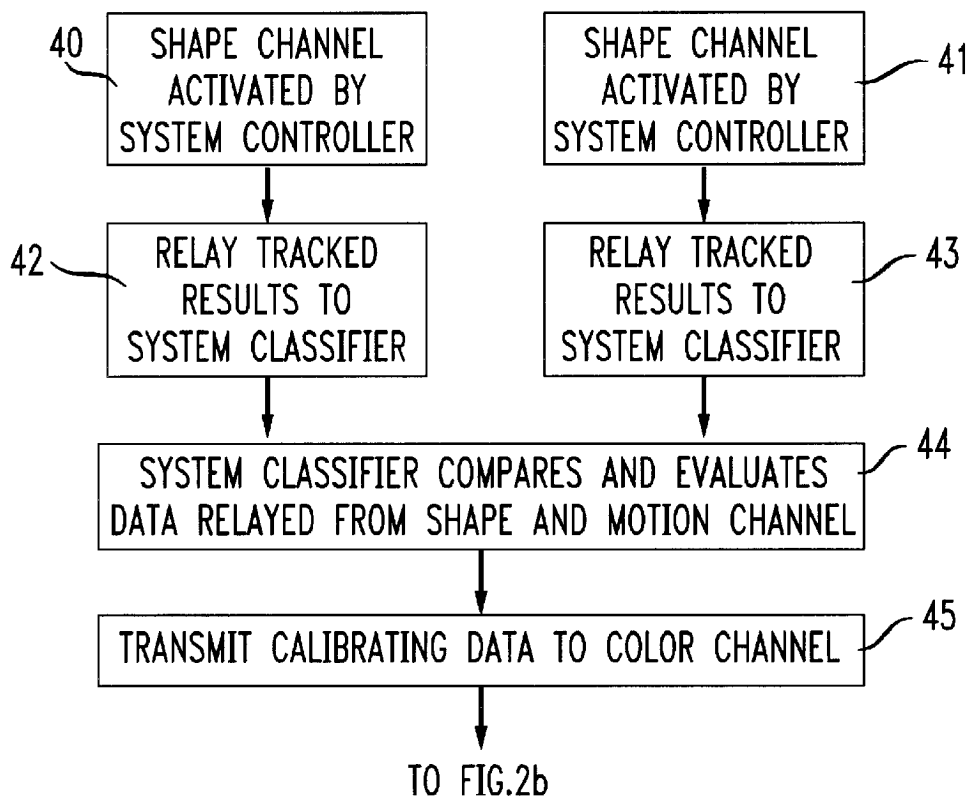 40
SHAPE CHANNEL
ACTIVATED BY
SYSTEM CONTROLLER
SHAPE CHANNEL
ACTIVATED BY
SYSTEM CONTROLLER
41
42
RELAY TRACKED
RESULTS TO
SYSTEM CLASSIFIER
RELAY TRACKED
RESULTS TO
SYSTEM CLASSIFIER
43
SYSTEM CLASSIFIER COMPARES AND EVALUATES
DATA RELAYED FROM SHAPE AND MOTION CHANNEL
44
TRANSMIT CALIBRATING DATA TO COLOR CHANNEL
45
TO FIG.2b